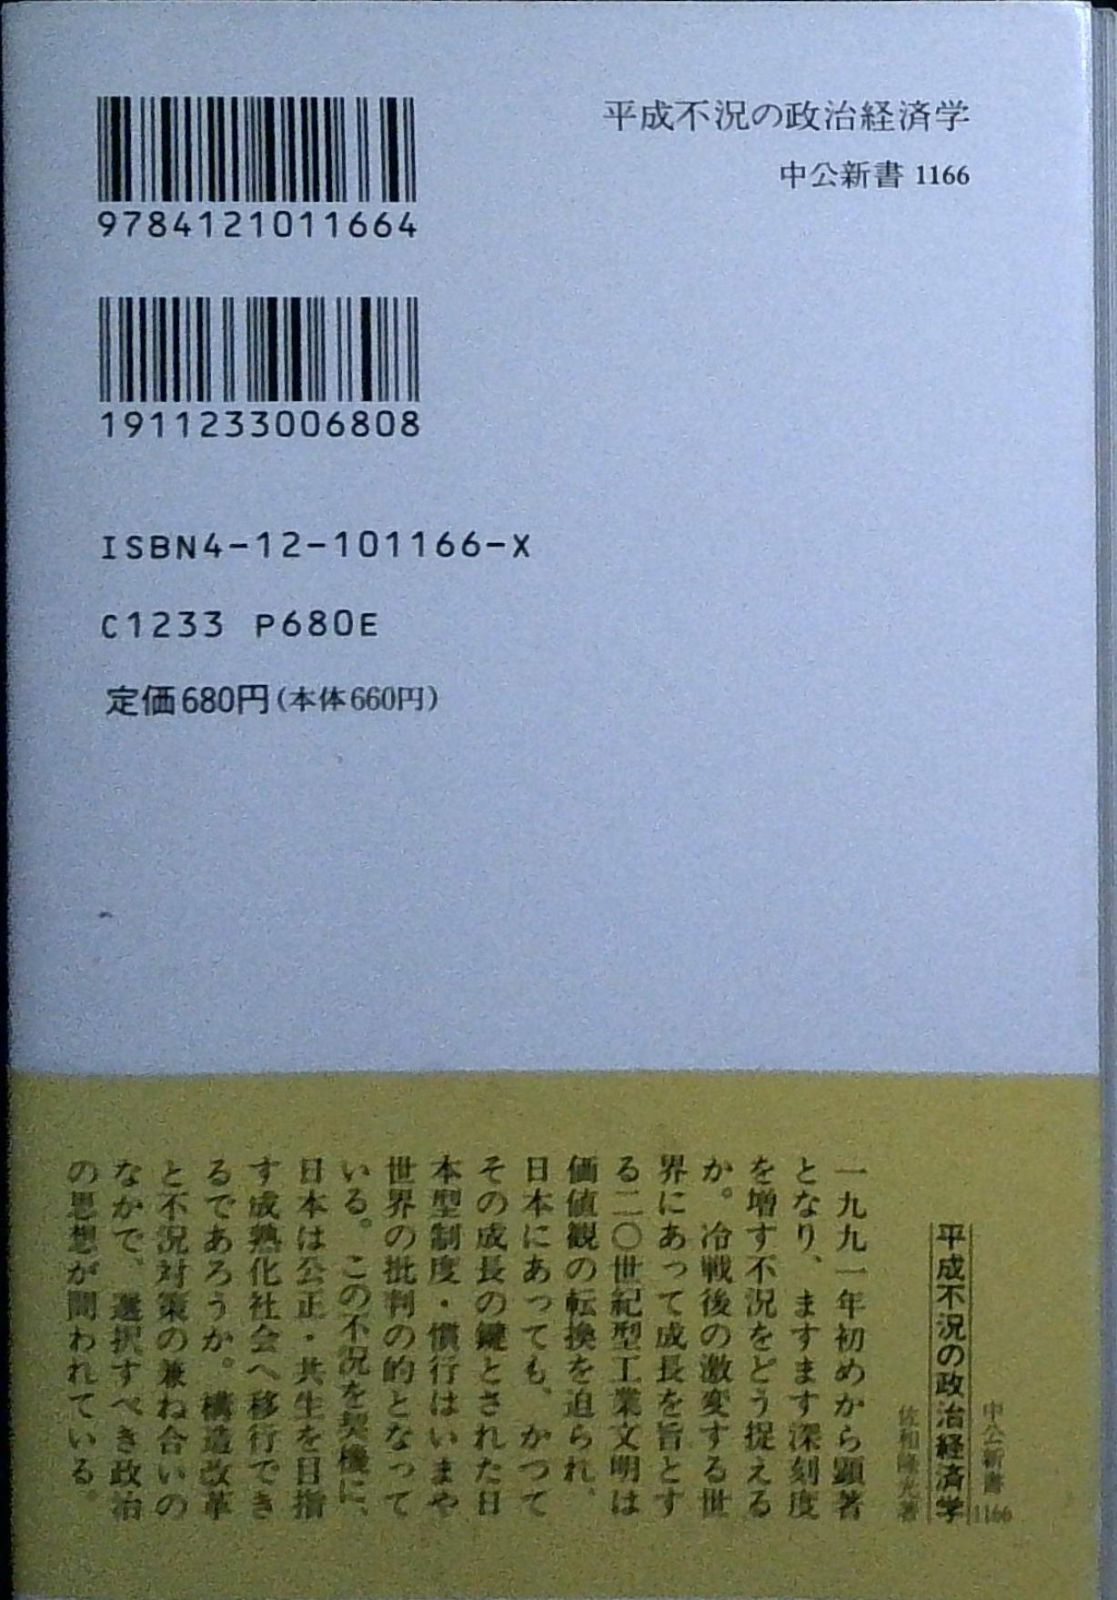 平成不況の政治経済学
中公新書 1166
9784121011664
1911233006808
ISBN4-12-101166-X
C1233 P680E
定価680円(本体660円)
中公新書
1166
平成不況の政治経済学
佐和隆光著
一九九一年初めから顕著
となり、ますます深刻度
を増す不況をどう捉える
か。冷戦後の激変する世
界にあって成長を旨とす
る二〇世紀型工業文明は
価値観の転換を迫られ、
日本にあっても、かつて
その成長の鍵とされた日
本型制度・慣行はいまや
世界の批判の的となって
いる。この不況を契機に、
日本は公正・共生を目指
す成熟化社会へ移行でき
るであろうか。構造改革
と不況対策の兼ね合いの
なかで、選択すべき政治
の思想が問われている。